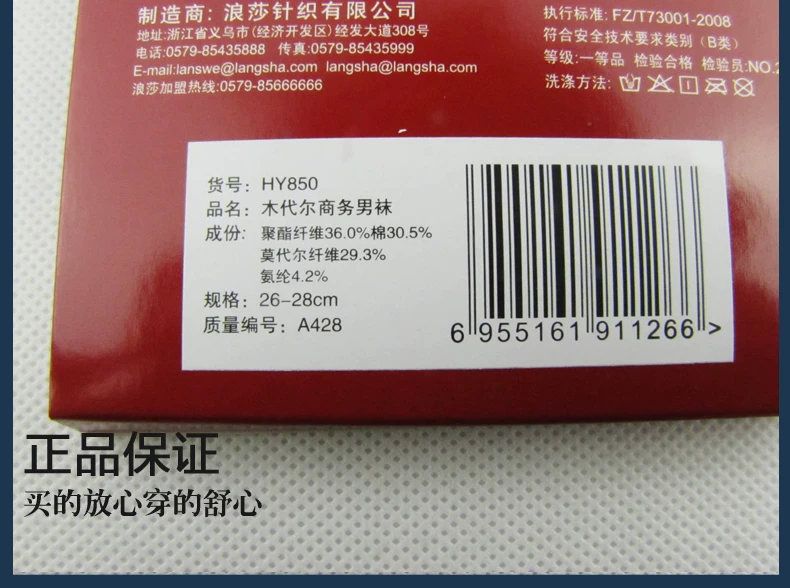 制造商：浪莎针织有限公司
地址:浙江省义乌市(经济开发区)经发大道308号
电话:0579-85435888 传真:0579-85435999
E-mail:lanswe@langsha.com langsha@langsha.com
浪莎加盟热线:0579-85666666
执行标准: FZ/T73001-2008
符合安全技术要求类别（B类）
等级:一等品 检验合格 检验员:NO.2
洗涤方法:
货号：HY850
品名：木代尔商务男袜
成份：聚酯纤维36.0%棉30.5%
莫代尔纤维29.3%
氨纶4.2%
规格：26-28cm
质量编号：A428
6 955161 911266 >
正品保证
买的放心穿的舒心